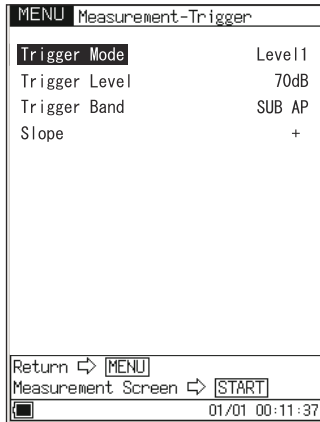 MENU Measurement-Trigger
Trigger Mode Level1
Trigger Level 70dB
Trigger Band SUB AP
Slope +
Return ⇨ MENU
Measurement Screen ⇨ START
01/01 00:11:37